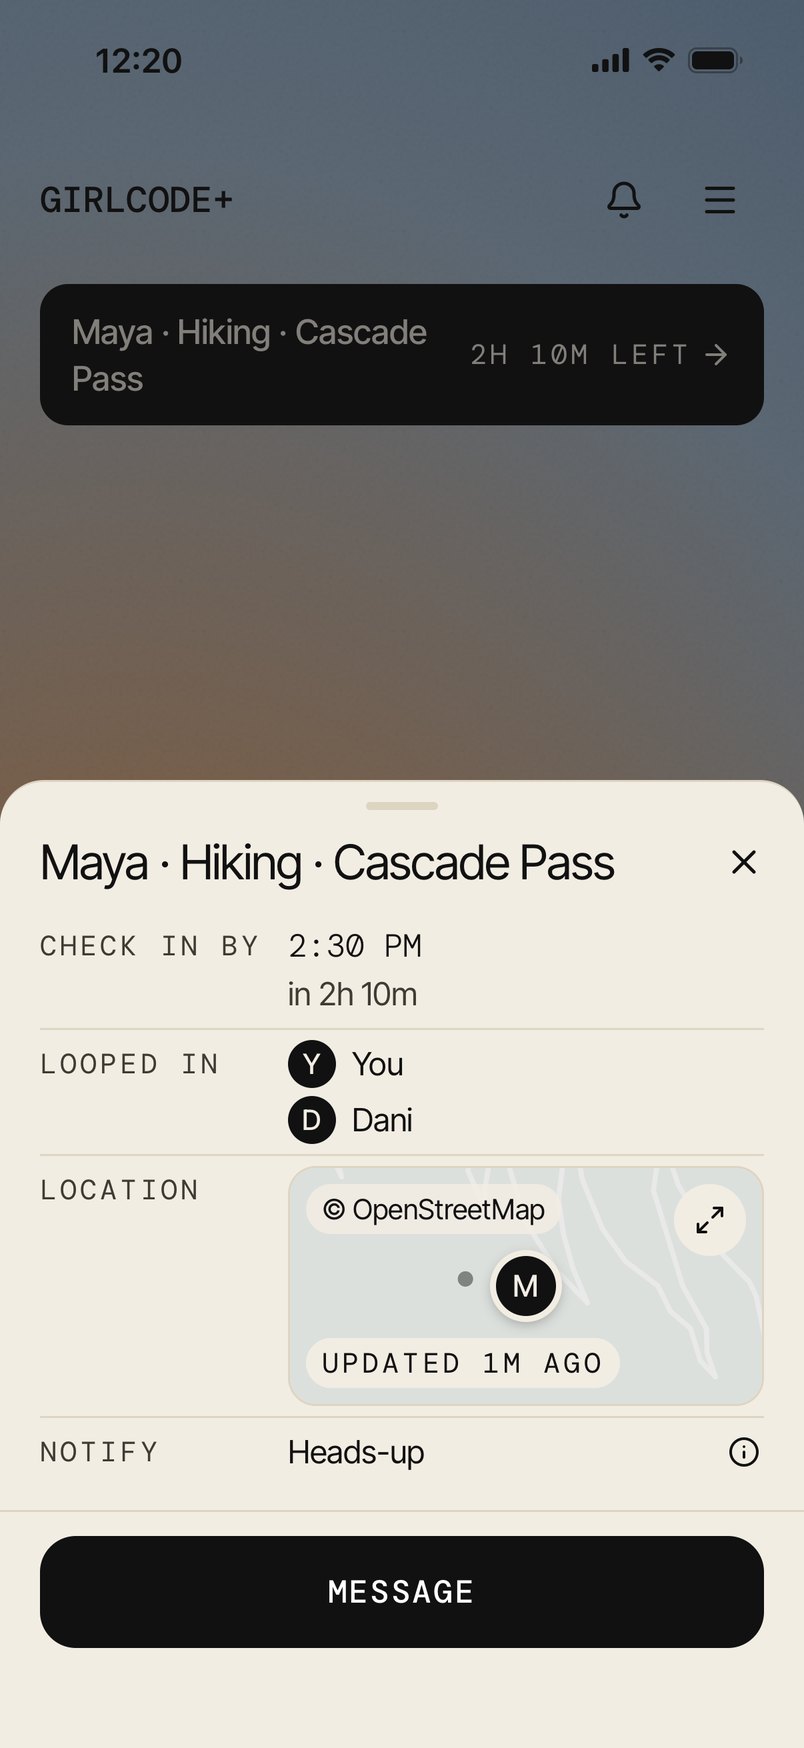 12:20
GIRLCODE+
Maya · Hiking · Cascade
Pass
2H 10M LEFT →
Maya · Hiking · Cascade Pass
CHECK IN BY 2:30 PM
in 2h 10m
LOOPED IN Y You
D Dani
LOCATION
© OpenStreetMap
M
UPDATED 1M AGO
NOTIFY Heads-up
MESSAGE